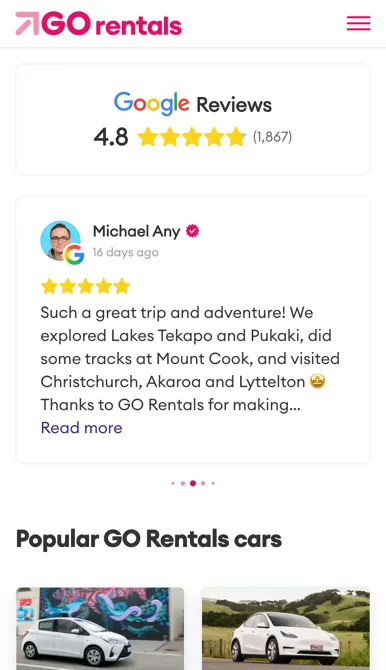 GO rentals
Google Reviews
4.8 (1,867)
Michael Any
16 days ago
Such a great trip and adventure! We
explored Lakes Tekapo and Pukaki, did
some tracks at Mount Cook, and visited
Christchurch, Akaroa and Lyttelton 🤩
Thanks to GO Rentals for making...
Read more
Popular GO Rentals cars